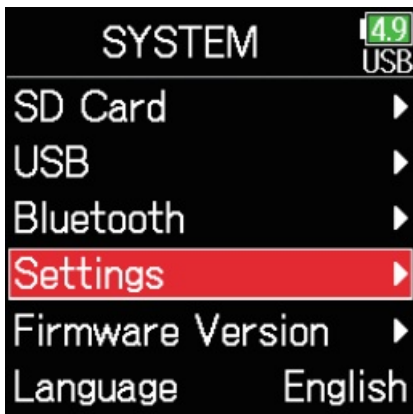 SYSTEM 4.9
USB
SD Card
USB
Bluetooth
Settings
Firmware Version
Language English